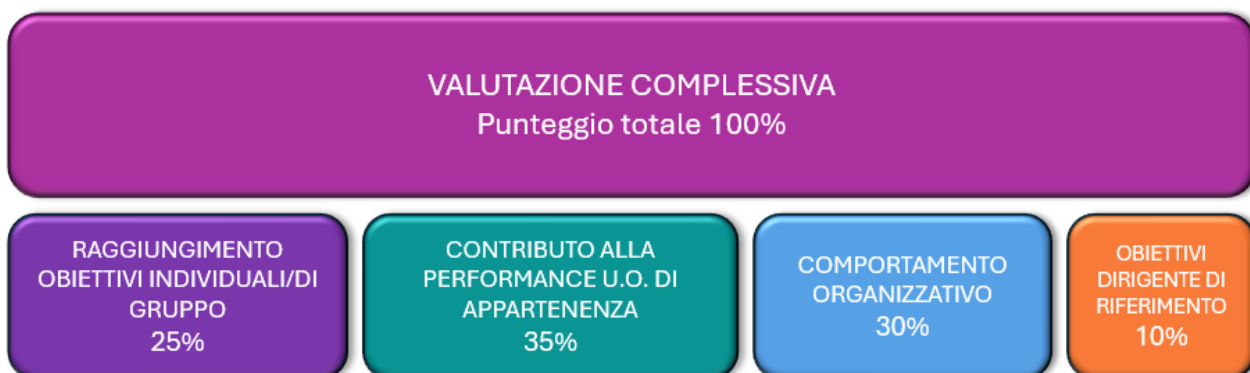 VALUTAZIONE COMPLESSIVA
Punteggio totale 100%
RAGGIUNGIMENTO
OBIETTIVI INDIVIDUALI/DI
GRUPPO
25%
CONTRIBUTO ALLA
PERFORMANCE U.O. DI
APPARTENENZA
35%
COMPORTAMENTO
ORGANIZZATIVO
30%
OBIETTIVI
DIRIGENTE DI
RIFERIMENTO
10%